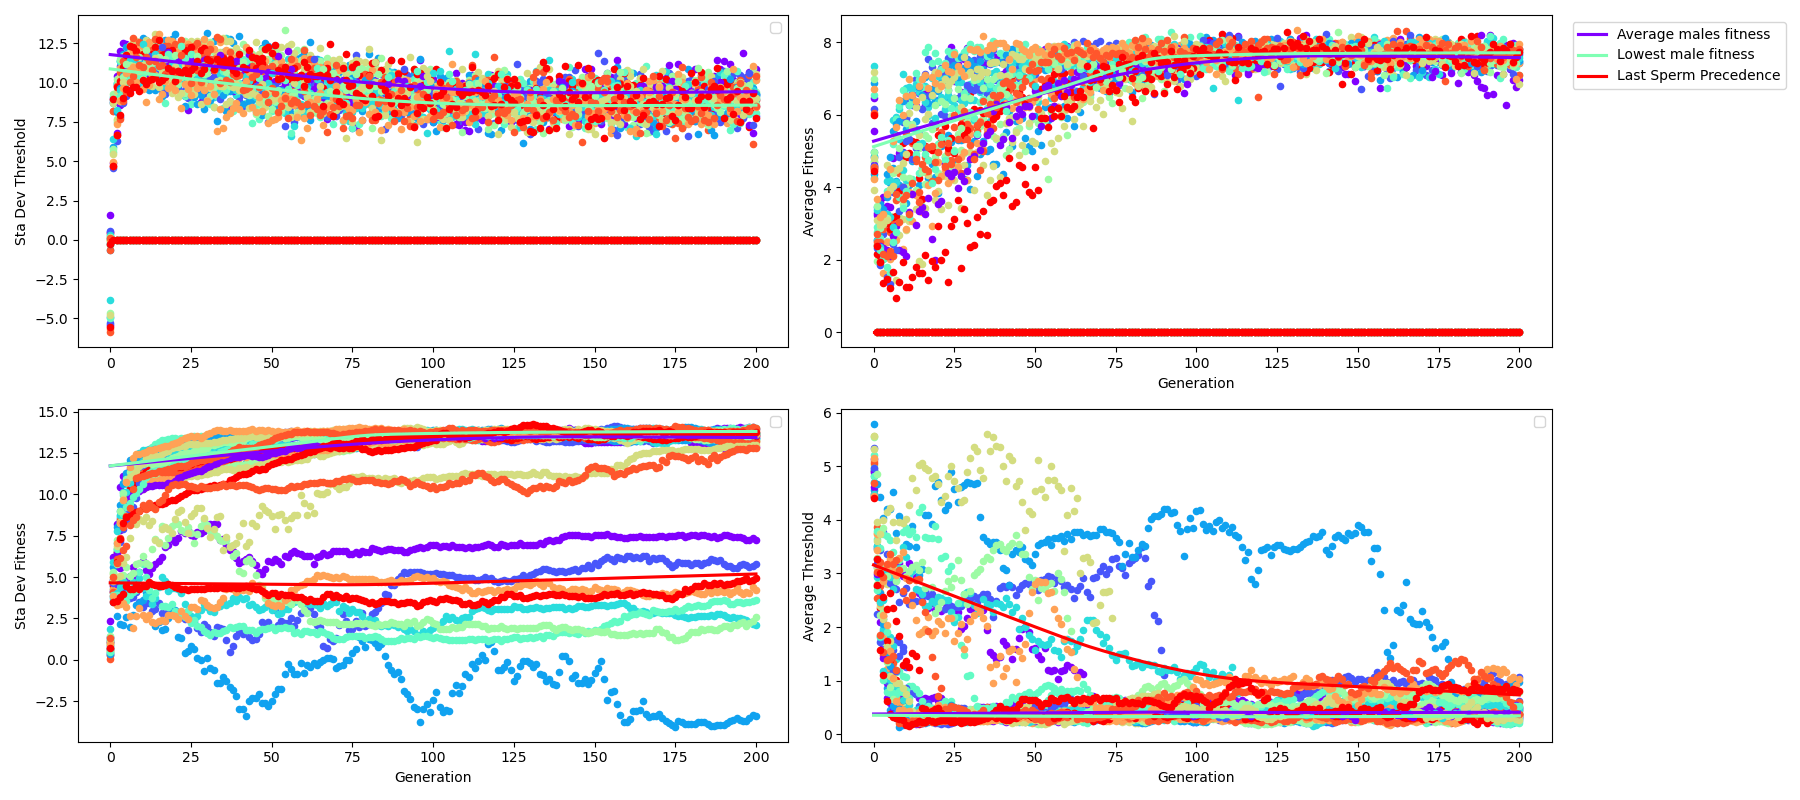 12.5
10.0
7.5
5.0
2.5
0.0
−2.5
−5.0
Sta Dev Threshold
0 25 50 75 100 125 150 175 200
Generation
8
6
4
2
0
Average Fitness
0 25 50 75 100 125 150 175 200
Generation
Average males fitness
Lowest male fitness
Last Sperm Precedence
15.0
12.5
10.0
7.5
5.0
2.5
0.0
−2.5
Sta Dev Fitness
0 25 50 75 100 125 150 175 200
Generation
6
5
4
3
2
1
0
Average Threshold
0 25 50 75 100 125 150 175 200
Generation